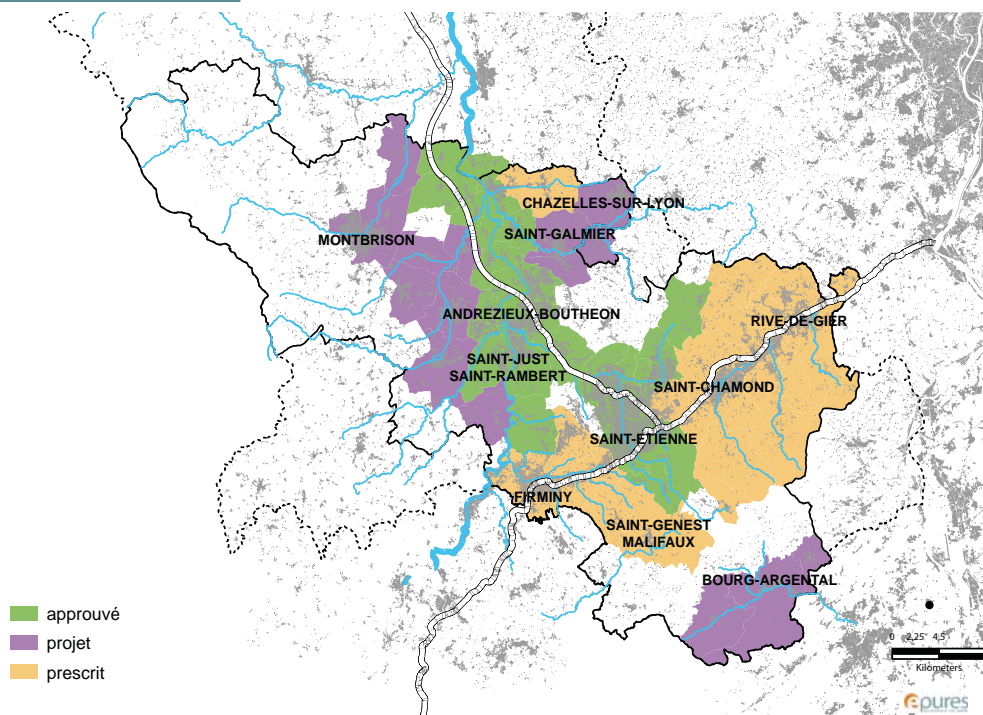 CHAZELLES-SUR-LYON
SAINT-GALMIER
MONTBRISON
ANDREZIEUX-BOUTHEON
RIVE-DE-GIER
SAINT-JUST
SAINT-RAMBERT
SAINT-CHAMOND
SAINT-ETIENNE
FIRMINY
SAINT-GENEST
MALIFAUX
BOURG-ARGENTAL
approuvé
projet
prescrit
0 2,25 4,5
Kilometers
epures